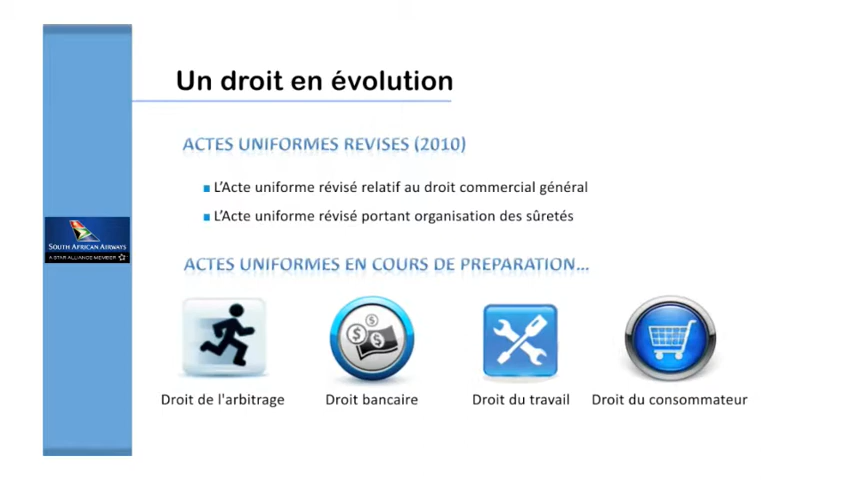 Un droit en évolution
ACTES UNIFORMES REVISES (2010)
L'Acte uniforme révisé relatif au droit commercial général
L'Acte uniforme révisé portant organisation des sûretés
SOUTH AFRICAN AIRWAYS
A STAR ALLIANCE MEMBER
ACTES UNIFORMES EN COURS DE PREPARATION...
Droit de l'arbitrage
Droit bancaire
Droit du travail
Droit du consommateur